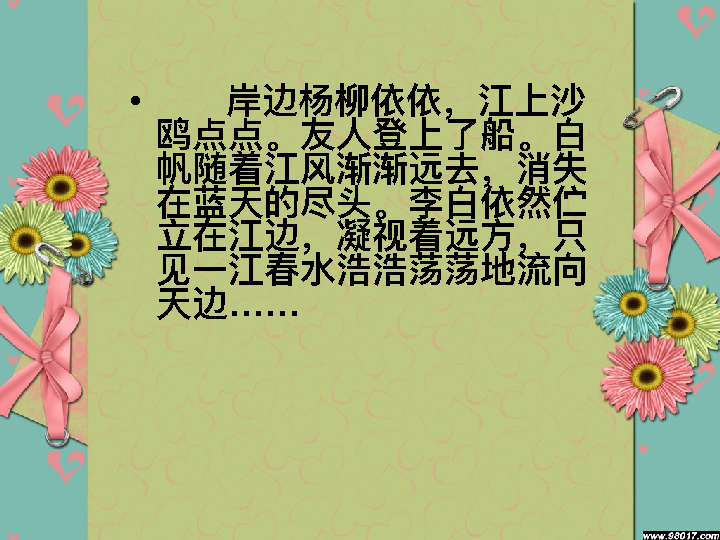 • 岸边杨柳依依，江上沙
鸥点点。友人登上了船。白
帆随着江风渐渐远去，消失
在蓝天的尽头。李白依然伫
立在江边，凝视着远方，只
见一江春水浩浩荡荡地流向
天边……
www.98017.com